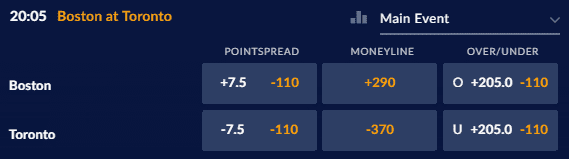 20:05 Boston at Toronto Main Event
POINTSPREAD MONEYLINE OVER/UNDER
Boston +7.5 -110 +290 O +205.0 -110
Toronto -7.5 -110 -370 U +205.0 -110